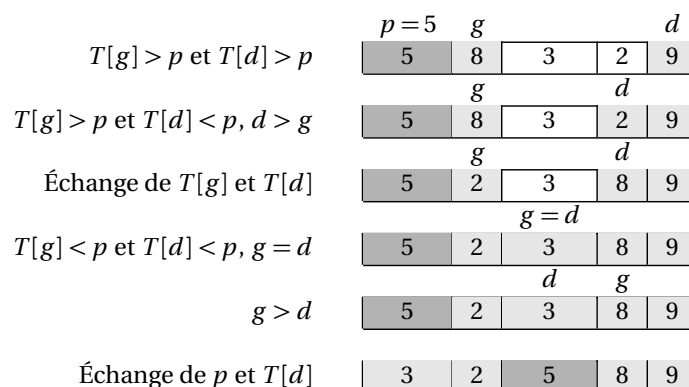 p = 5 g d
T[g] > p et T[d] > p 5 8 3 2 9
g d
T[g] > p et T[d] < p, d > g 5 8 3 2 9
g d
Échange de T[g] et T[d] 5 2 3 8 9
g = d
T[g] < p et T[d] < p, g = d 5 2 3 8 9
d g
g > d 5 2 3 8 9
Échange de p et T[d] 3 2 5 8 9